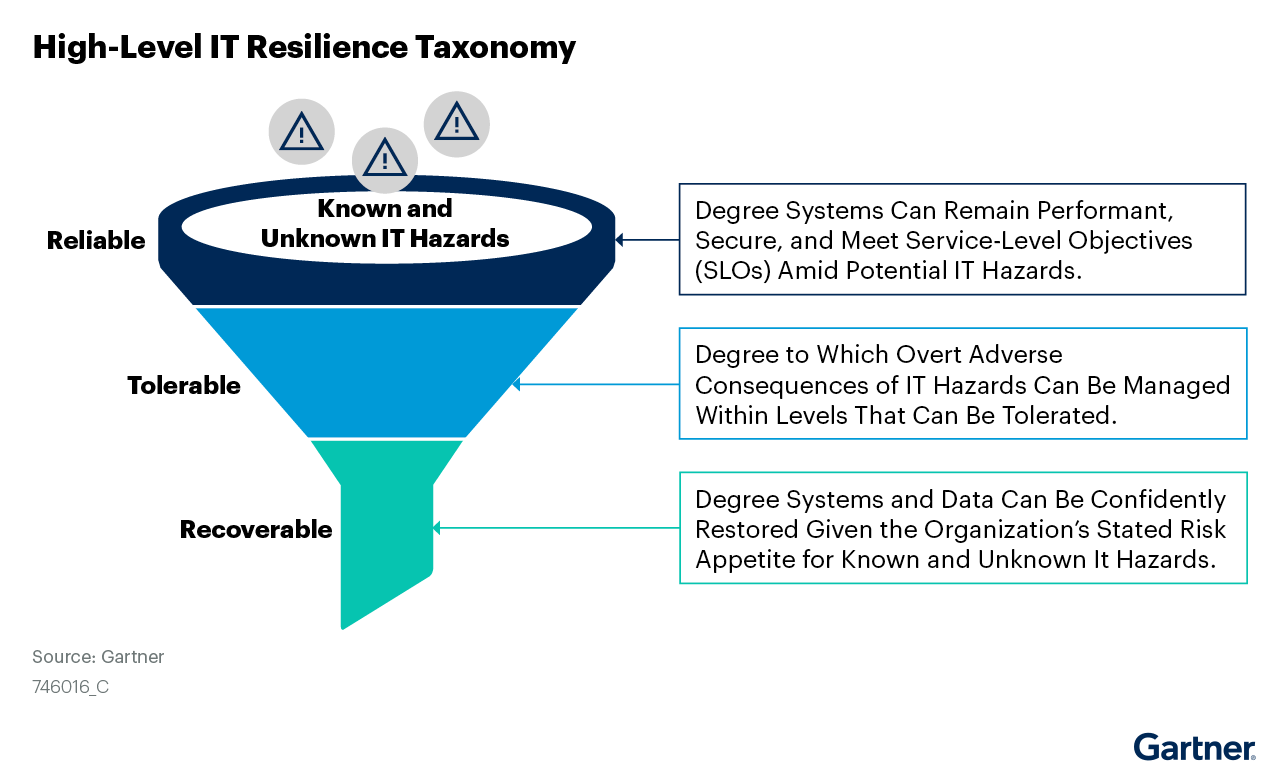 High-Level IT Resilience Taxonomy
!
!
!
Known and
Unknown IT Hazards
Reliable
Degree Systems Can Remain Performant,
Secure, and Meet Service-Level Objectives
(SLOs) Amid Potential IT Hazards.
Tolerable
Degree to Which Overt Adverse
Consequences of IT Hazards Can Be Managed
Within Levels That Can Be Tolerated.
Recoverable
Degree Systems and Data Can Be Confidently
Restored Given the Organization’s Stated Risk
Appetite for Known and Unknown It Hazards.
Source: Gartner
746016_C
Gartner®